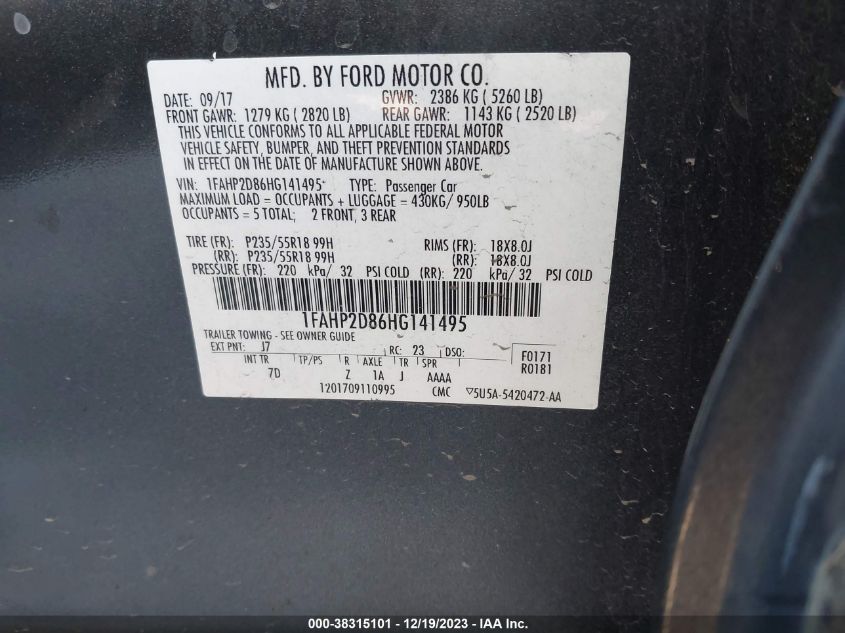 MFD. BY FORD MOTOR CO.
DATE: 09/17 GVWR: 2386 KG ( 5260 LB)
FRONT GAWR: 1279 KG ( 2820 LB) REAR GAWR: 1143 KG ( 2520 LB)
THIS VEHICLE CONFORMS TO ALL APPLICABLE FEDERAL MOTOR
VEHICLE SAFETY, BUMPER, AND THEFT PREVENTION STANDARDS
IN EFFECT ON THE DATE OF MANUFACTURE SHOWN ABOVE.
VIN: 1FAHP2D86HG141495 TYPE: Passenger Car
MAXIMUM LOAD = OCCUPANTS + LUGGAGE = 430KG/ 950LB
OCCUPANTS = 5 TOTAL; 2 FRONT, 3 REAR
TIRE (FR): P235/55R18 99H RIMS (FR): 18X8.0J
(RR): P235/55R18 99H (RR): 18X8.0J
PRESSURE (FR): 220 kPa/ 32 PSI COLD (RR): 220 kPa/ 32 PSI COLD
1FAHP2D86HG141495
TRAILER TOWING - SEE OWNER GUIDE
EXT PNT: J7 RC: 23 DSO: F0171
INT TR TP/PS R AXLE TR SPR R0181
7D Z 1A J AAAA
1201709110995 CMC ▽5U5A-5420472-AA
000-38315101 - 12/19/2023 - IAA Inc.